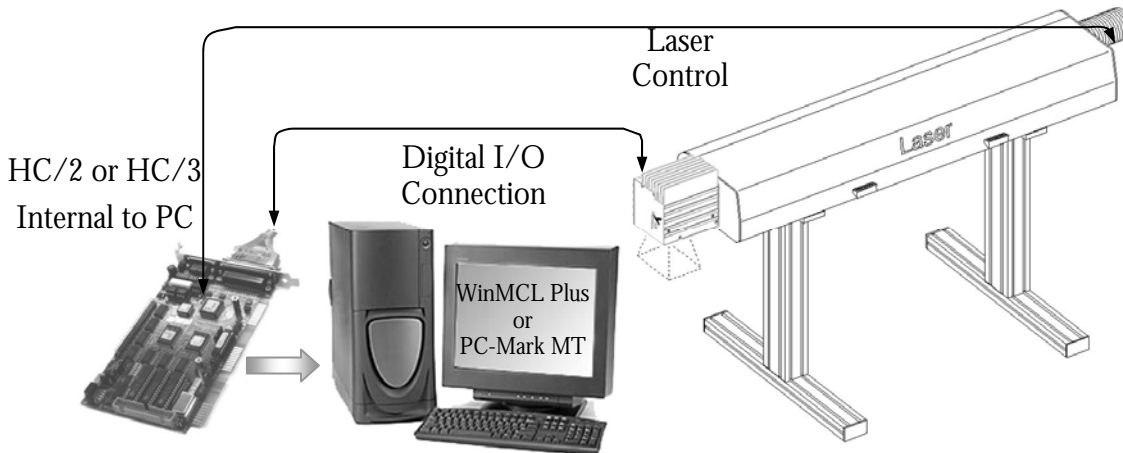 Laser
Control
HC/2 or HC/3
Internal to PC
Digital I/O
Connection
WinMCL Plus
or
PC-Mark MT
Laser